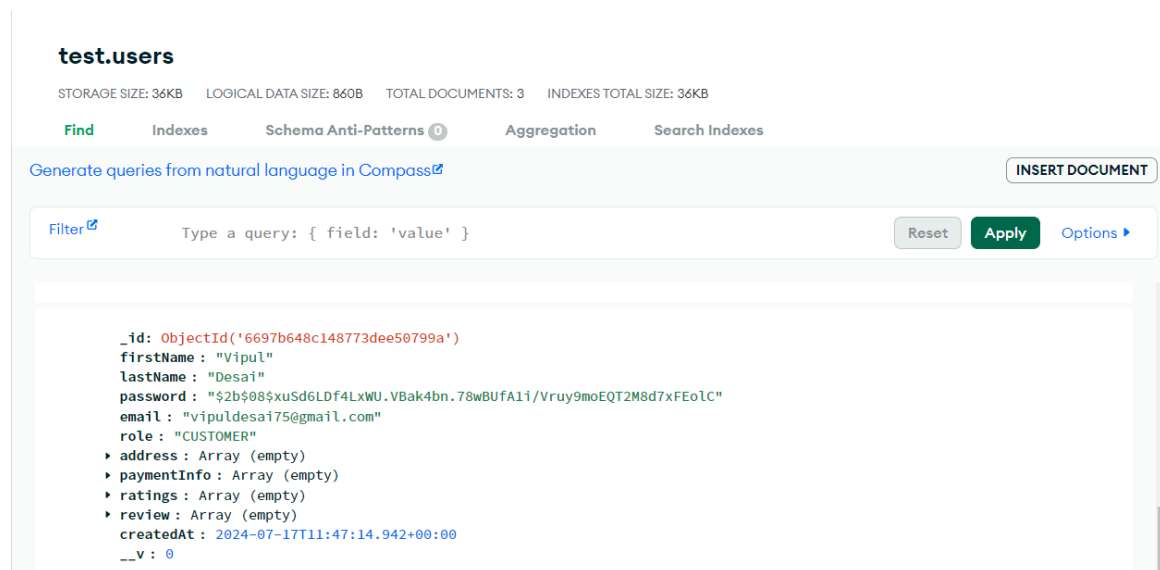 test.users
STORAGE SIZE: 36KB LOGICAL DATA SIZE: 860B TOTAL DOCUMENTS: 3 INDEXES TOTAL SIZE: 36KB
Find Indexes Schema Anti-Patterns 0 Aggregation Search Indexes
Generate queries from natural language in Compass
INSERT DOCUMENT
Filter Type a query: { field: 'value' } Reset Apply Options
_id: ObjectId('6697b648c148773dee50799a')
firstName : "Vipul"
lastName : "Desai"
password : "$2b$08$xuSd6LDf4LxWU.VBak4bn.78wBUfA1i/Vruy9moEQT2M8d7xFEolC"
email : "vipuldesai75@gmail.com"
role : "CUSTOMER"
address : Array (empty)
paymentInfo : Array (empty)
ratings : Array (empty)
review : Array (empty)
createdAt : 2024-07-17T11:47:14.942+00:00
__v : 0